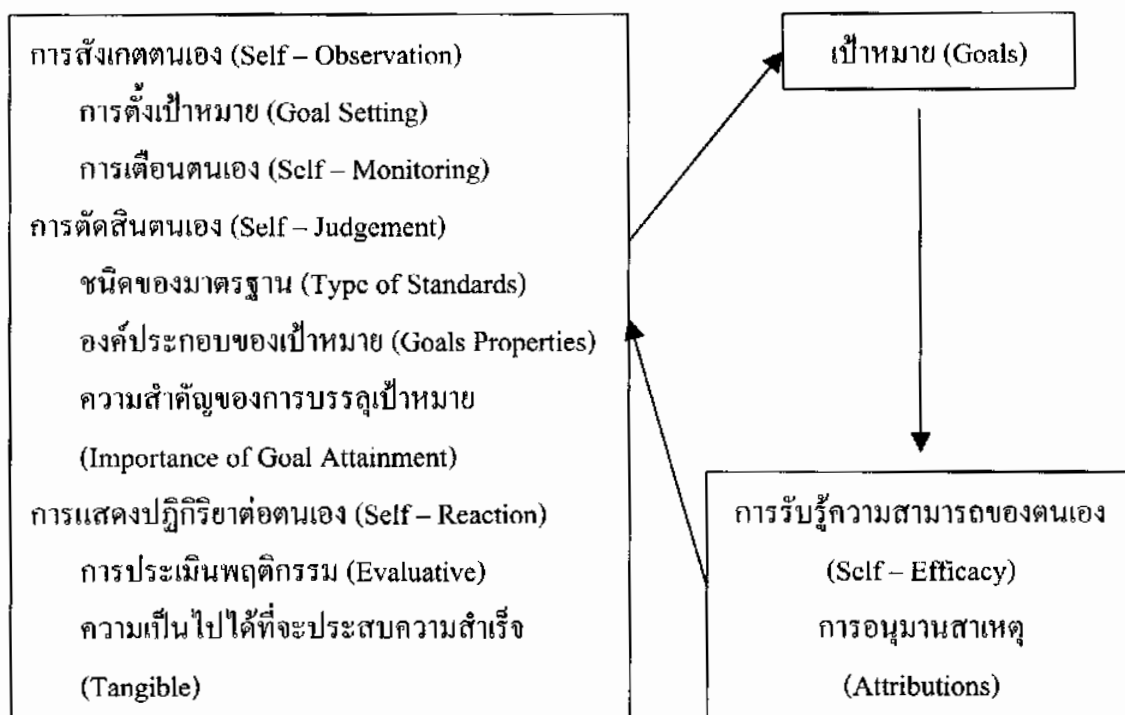 การสังเกตตนเอง (Self – Observation)
การตั้งเป้าหมาย (Goal Setting)
การเตือนตนเอง (Self – Monitoring)
การตัดสินตนเอง (Self – Judgement)
ชนิดของมาตรฐาน (Type of Standards)
องค์ประกอบของเป้าหมาย (Goals Properties)
ความสำคัญของการบรรลุเป้าหมาย
(Importance of Goal Attainment)
การแสดงปฏิกิริยาต่อตนเอง (Self – Reaction)
การประเมินพฤติกรรม (Evaluative)
ความเป็นไปได้ที่จะประสบความสำเร็จ
(Tangible)
เป้าหมาย (Goals)
การรับรู้ความสามารถของตนเอง
(Self – Efficacy)
การอนุมานสาเหตุ
(Attributions)